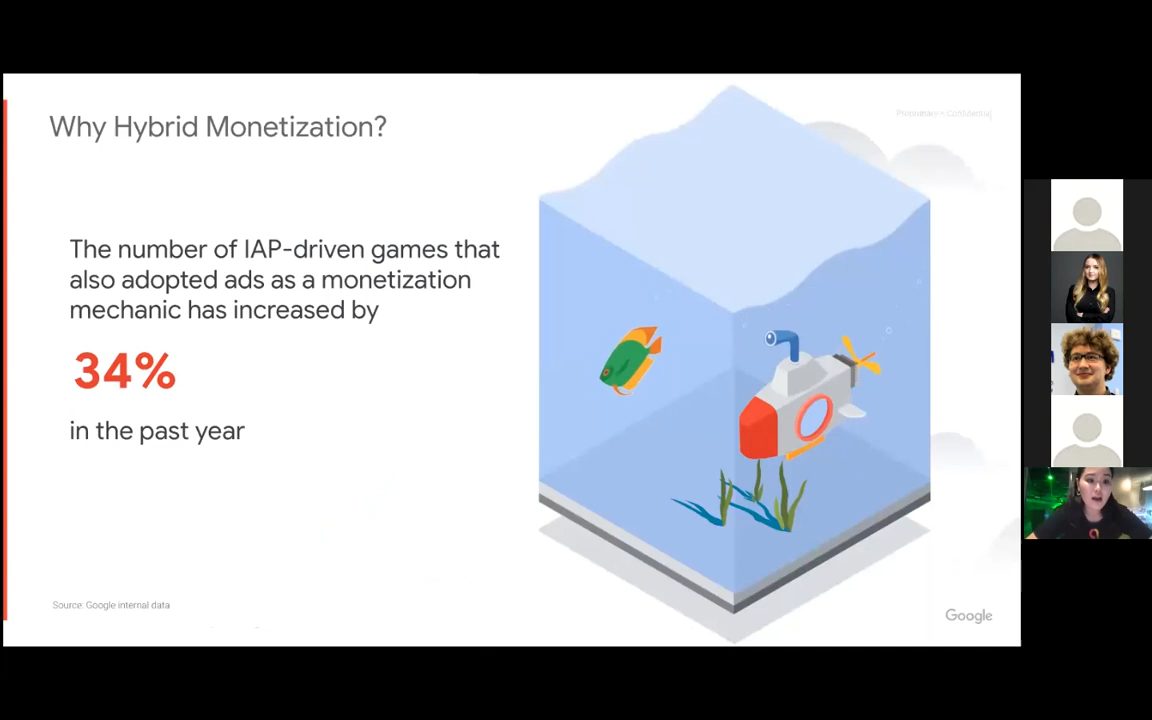 Why Hybrid Monetization?
The number of IAP-driven games that
also adopted ads as a monetization
mechanic has increased by
34%
in the past year
Source: Google internal data
Google